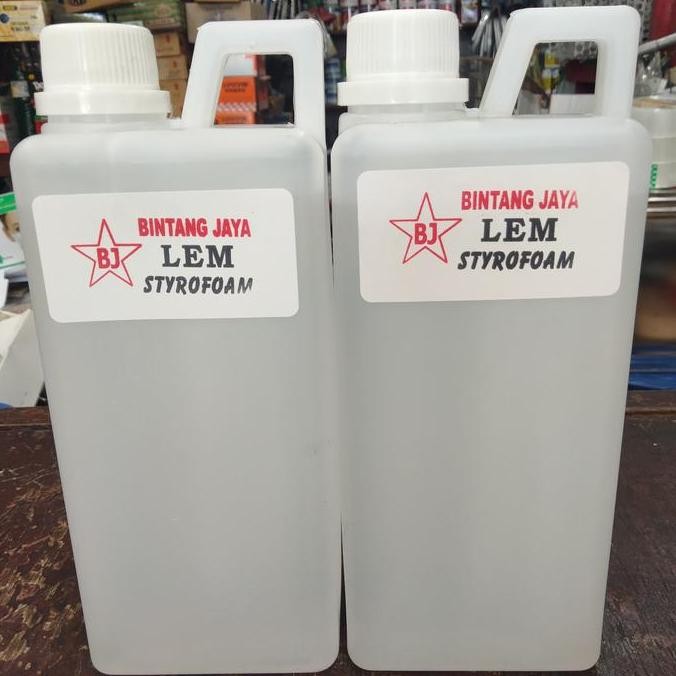 BJ
BINTANG JAYA
LEM
STYROFOAM
BJ
BINTANG JAYA
LEM
STYROFOAM